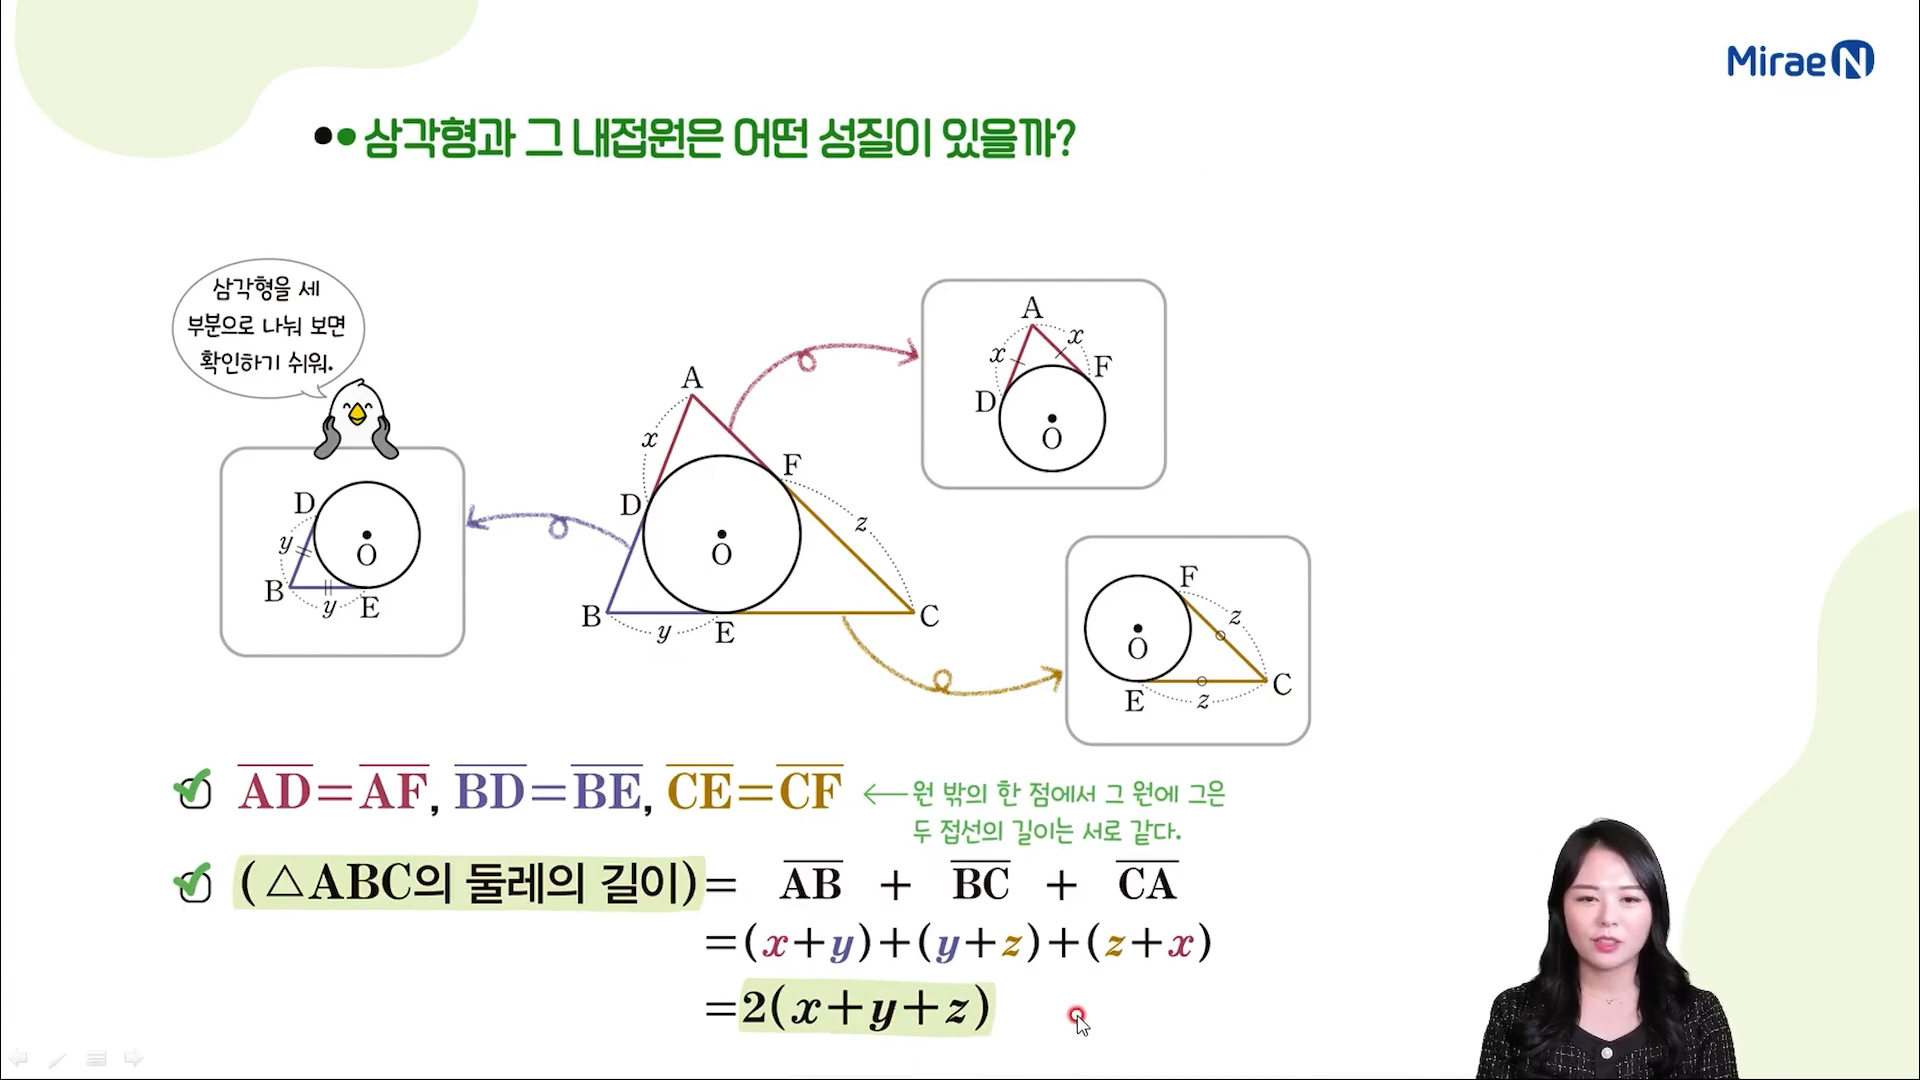 Mirae N
삼각형과 그 내접원은 어떤 성질이 있을까?
삼각형을 세
부분으로 나눠 보면
확인하기 쉬워.
A
x
x
F
D
O
A
x
F
D
z
O
B
y
E
C
D
y
O
B
y
E
F
z
O
E
z
C
AD=AF, BD=BE, CE=CF ← 원 밖의 한 점에서 그 원에 그은
두 접선의 길이는 서로 같다.
(△ABC의 둘레의 길이)= AB + BC + CA
=(x+y)+(y+z)+(z+x)
=2(x+y+z)